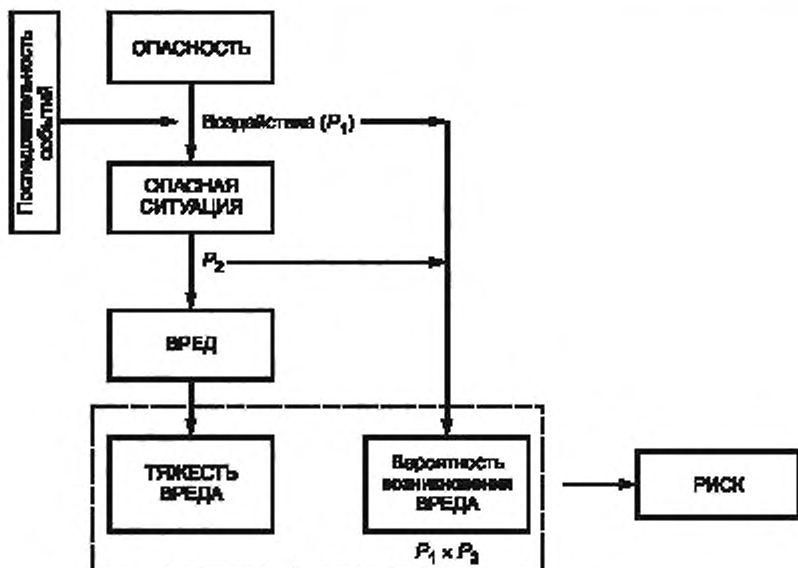 ОПАСНОСТЬ
Последовательность
событий
Воздействие (P₁)
ОПАСНАЯ
СИТУАЦИЯ
P₂
ВРЕД
ТЯЖЕСТЬ
ВРЕДА
Вероятность
возникновения
ВРЕДА
РИСК
P₁ × P₂